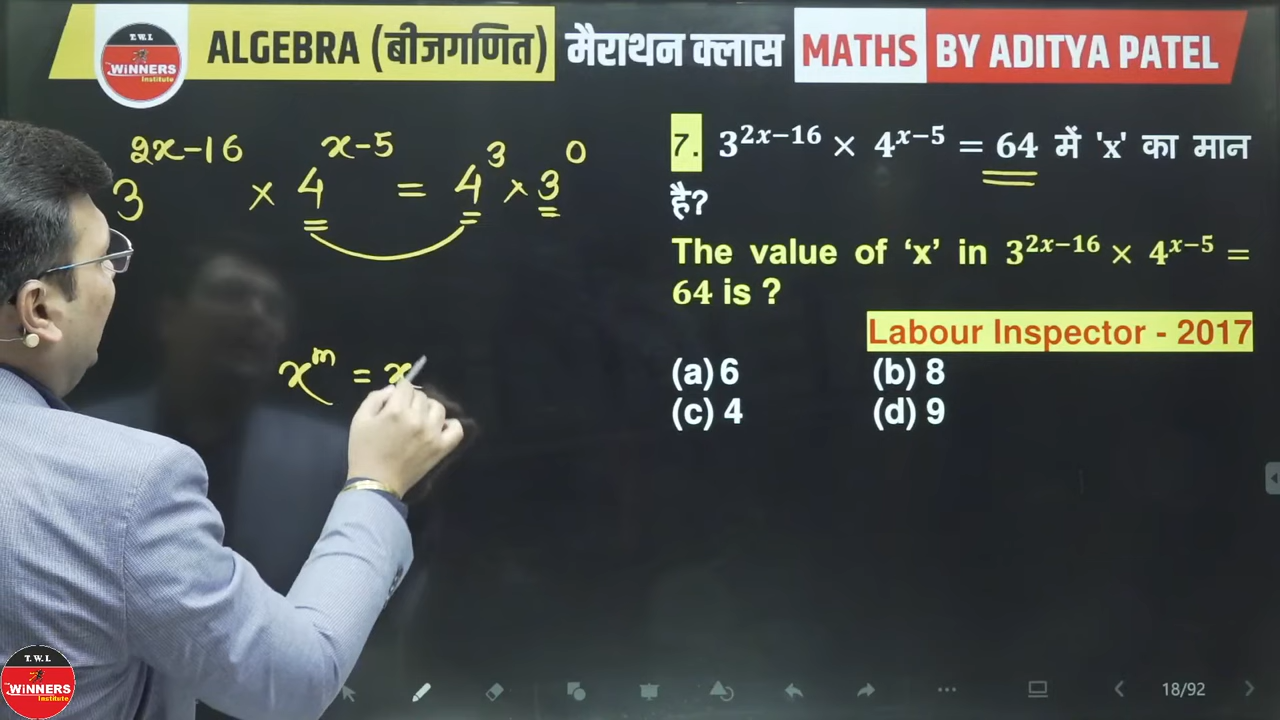 T.W.I.
The WiNNERS Institute
ALGEBRA (बीजगणित) मैराथन क्लास MATHS BY ADITYA PATEL
3^{2x-16} × 4^{x-5} = 4^3 × 3^0
x^m = x
7. 3^{2x−16} × 4^{x−5} = 64 में 'x' का मान
है?
The value of ‘x’ in 3^{2x−16} × 4^{x−5} =
64 is ?
Labour Inspector - 2017
(a) 6 (b) 8
(c) 4 (d) 9
T.W.I.
The WiNNERS Institute
18/92